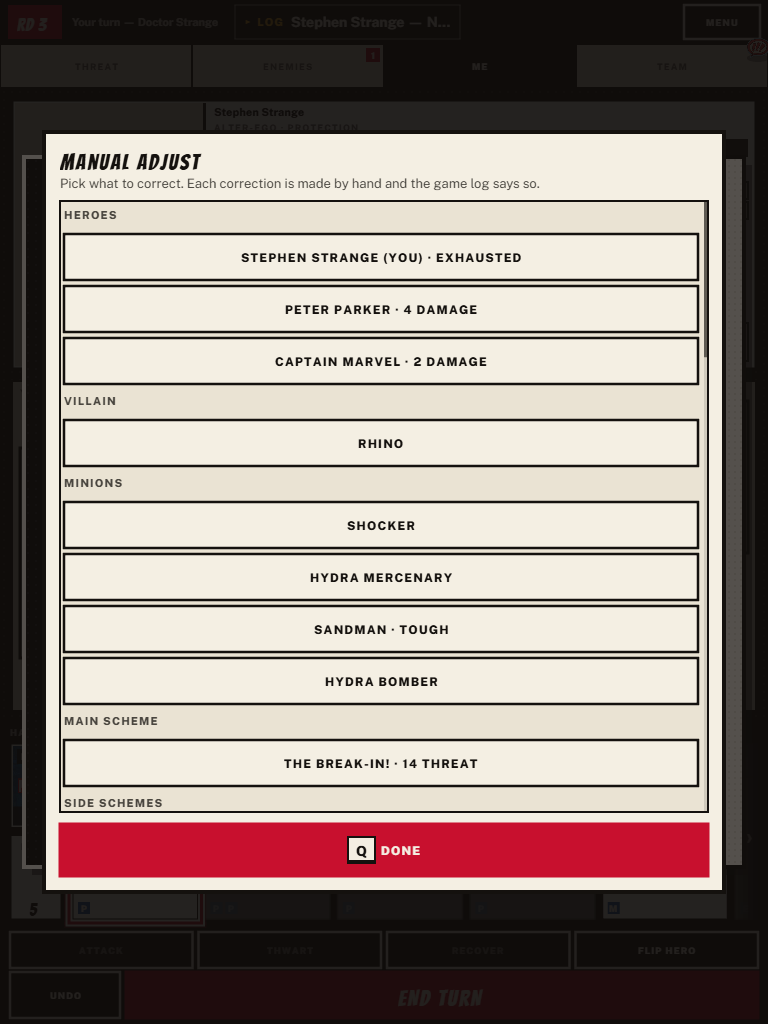 RD 3
Your turn — Doctor Strange
LOG Stephen Strange — N...
MENU
THREAT
ENEMIES
!
ME
TEAM
Stephen Strange
ALTER-EGO · PROTECTION
MANUAL ADJUST
Pick what to correct. Each correction is made by hand and the game log says so.
HEROES
STEPHEN STRANGE (YOU) · EXHAUSTED
PETER PARKER · 4 DAMAGE
CAPTAIN MARVEL · 2 DAMAGE
VILLAIN
RHINO
MINIONS
SHOCKER
HYDRA MERCENARY
SANDMAN · TOUGH
HYDRA BOMBER
MAIN SCHEME
THE BREAK-IN! · 14 THREAT
SIDE SCHEMES
Q DONE
5
P
M
ATTACK
THWART
RECOVER
FLIP HERO
UNDO
END TURN